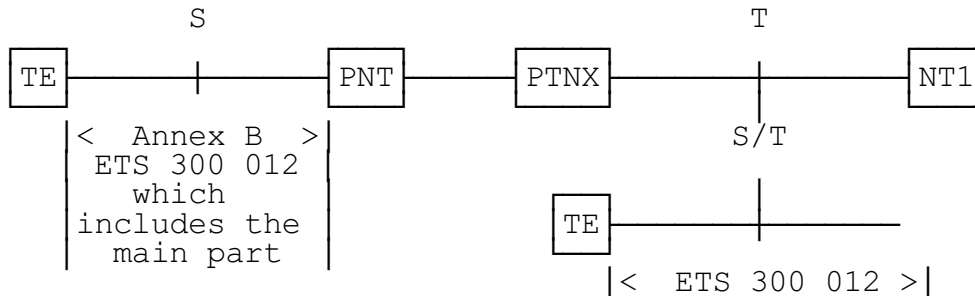 S T
TE PNT PTNX NT1
S/T
< Annex B >
ETS 300 012
which
includes the
main part
TE
< ETS 300 012 >